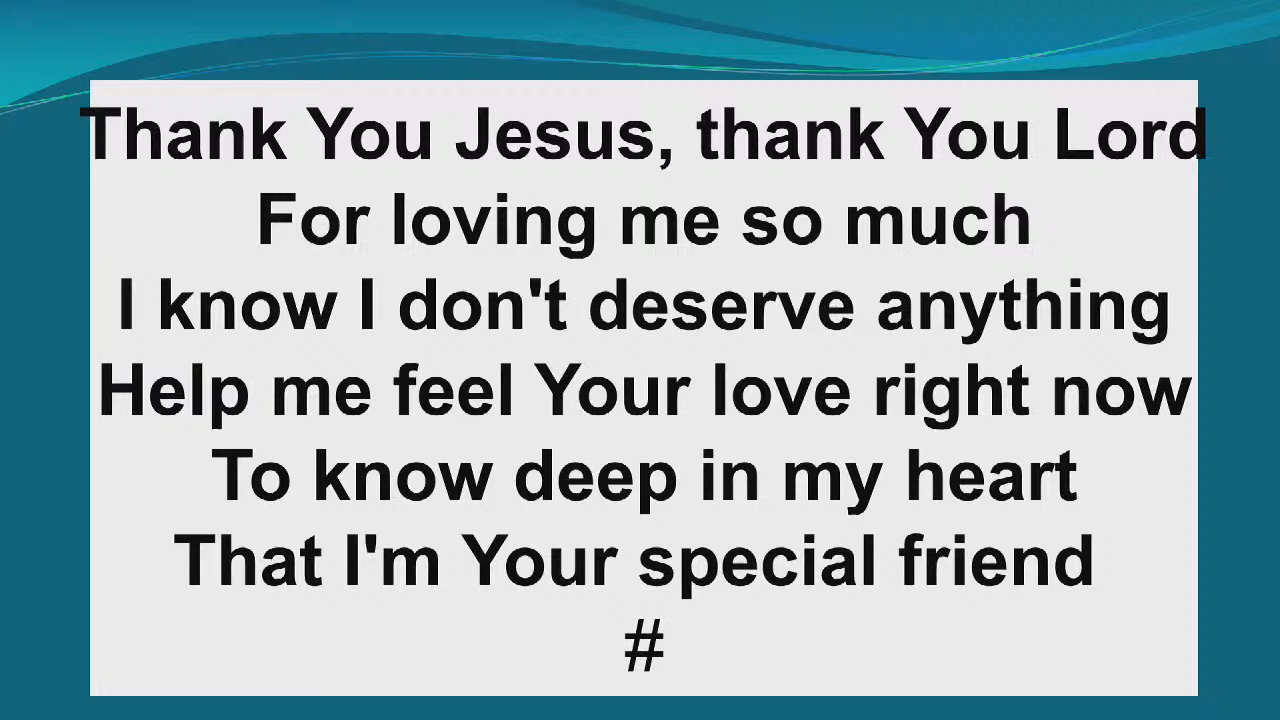 Thank You Jesus, thank You Lord
For loving me so much
I know I don't deserve anything
Help me feel Your love right now
To know deep in my heart
That I'm Your special friend
#